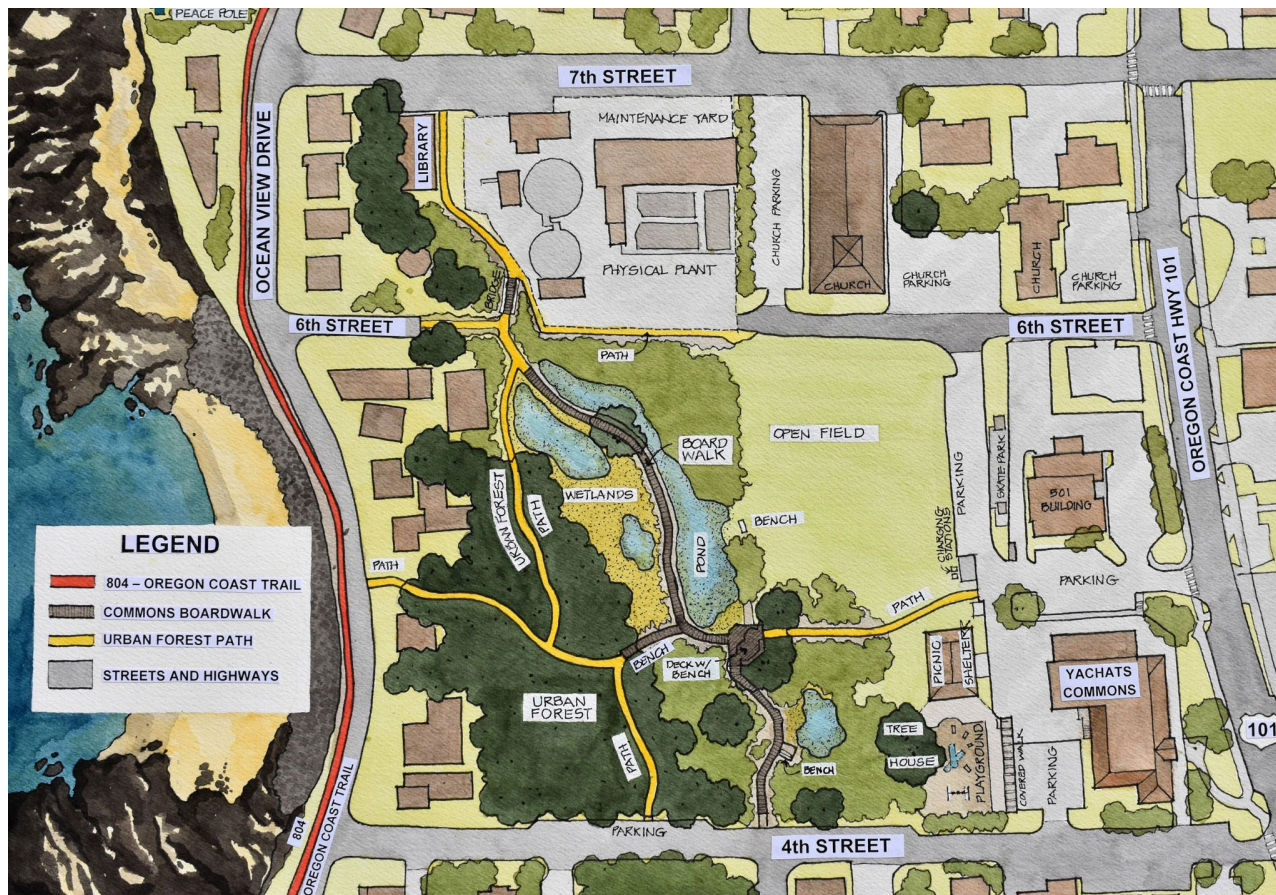 PEACE POLE
7th STREET
OCEAN VIEW DRIVE
LIBRARY
MAINTENANCE YARD
PHYSICAL PLANT
CHURCH PARKING
CHURCH
CHURCH
PARKING
CHURCH
CHURCH
PARKING
BRIDGE
6th STREET
6th STREET
OREGON COAST HWY 101
PATH
BOARD
WALK
OPEN FIELD
PARKING
SKATE PARK
501
BUILDING
WETLANDS
URBAN FOREST
PATH
BENCH
POND
CHARGING
STATIONS
PARKING
PATH
PATH
BENCH
DECK W/
BENCH
PICNIC
SHELTER
YACHATS
COMMONS
URBAN
FOREST
PATH
TREE
HOUSE
BENCH
PLAYGROUND
COVERED WALK
PARKING
101
PARKING
4th STREET
LEGEND
804 – OREGON COAST TRAIL
COMMONS BOARDWALK
URBAN FOREST PATH
STREETS AND HIGHWAYS
804
OREGON COAST TRAIL